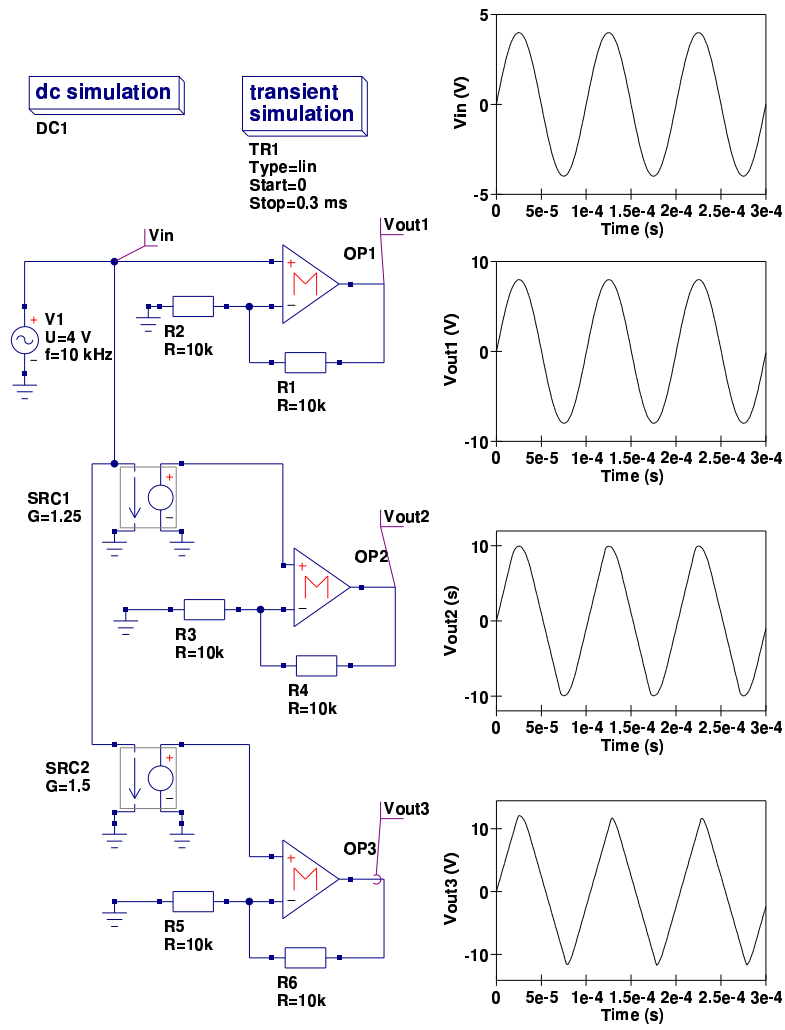 dc simulation
DC1
transient
simulation
TR1
Type=lin
Start=0
Stop=0.3 ms
Vin
V1
U=4 V
f=10 kHz
+
-
OP1
Vout1
+
-
R2
R=10k
R1
R=10k
SRC1
G=1.25
+
-
OP2
Vout2
+
-
R3
R=10k
R4
R=10k
SRC2
G=1.5
+
-
OP3
Vout3
+
-
R5
R=10k
R6
R=10k
Vin (V)
5
0
-5
0 5e-5 1e-4 1.5e-4 2e-4 2.5e-4 3e-4
Time (s)
Vout1 (V)
10
0
-10
0 5e-5 1e-4 1.5e-4 2e-4 2.5e-4 3e-4
Time (s)
Vout2 (s)
10
0
-10
0 5e-5 1e-4 1.5e-4 2e-4 2.5e-4 3e-4
Time (s)
Vout3 (V)
10
0
-10
0 5e-5 1e-4 1.5e-4 2e-4 2.5e-4 3e-4
Time (s)